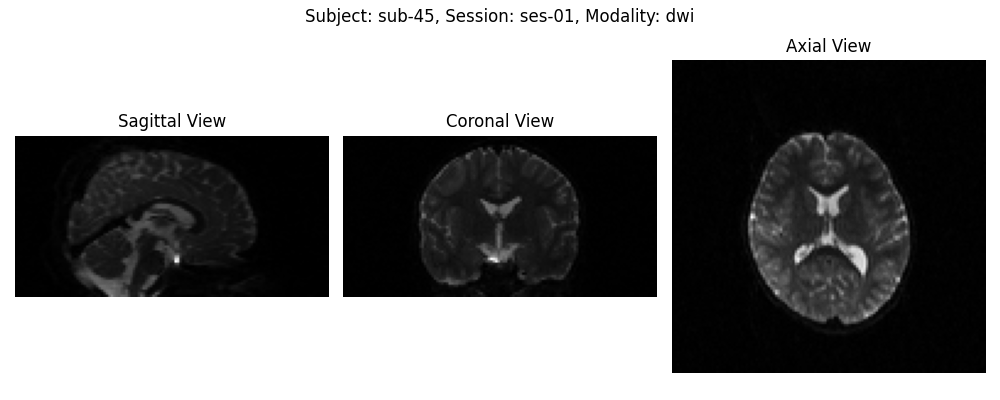 Subject: sub-45, Session: ses-01, Modality: dwi
Sagittal View
Coronal View
Axial View